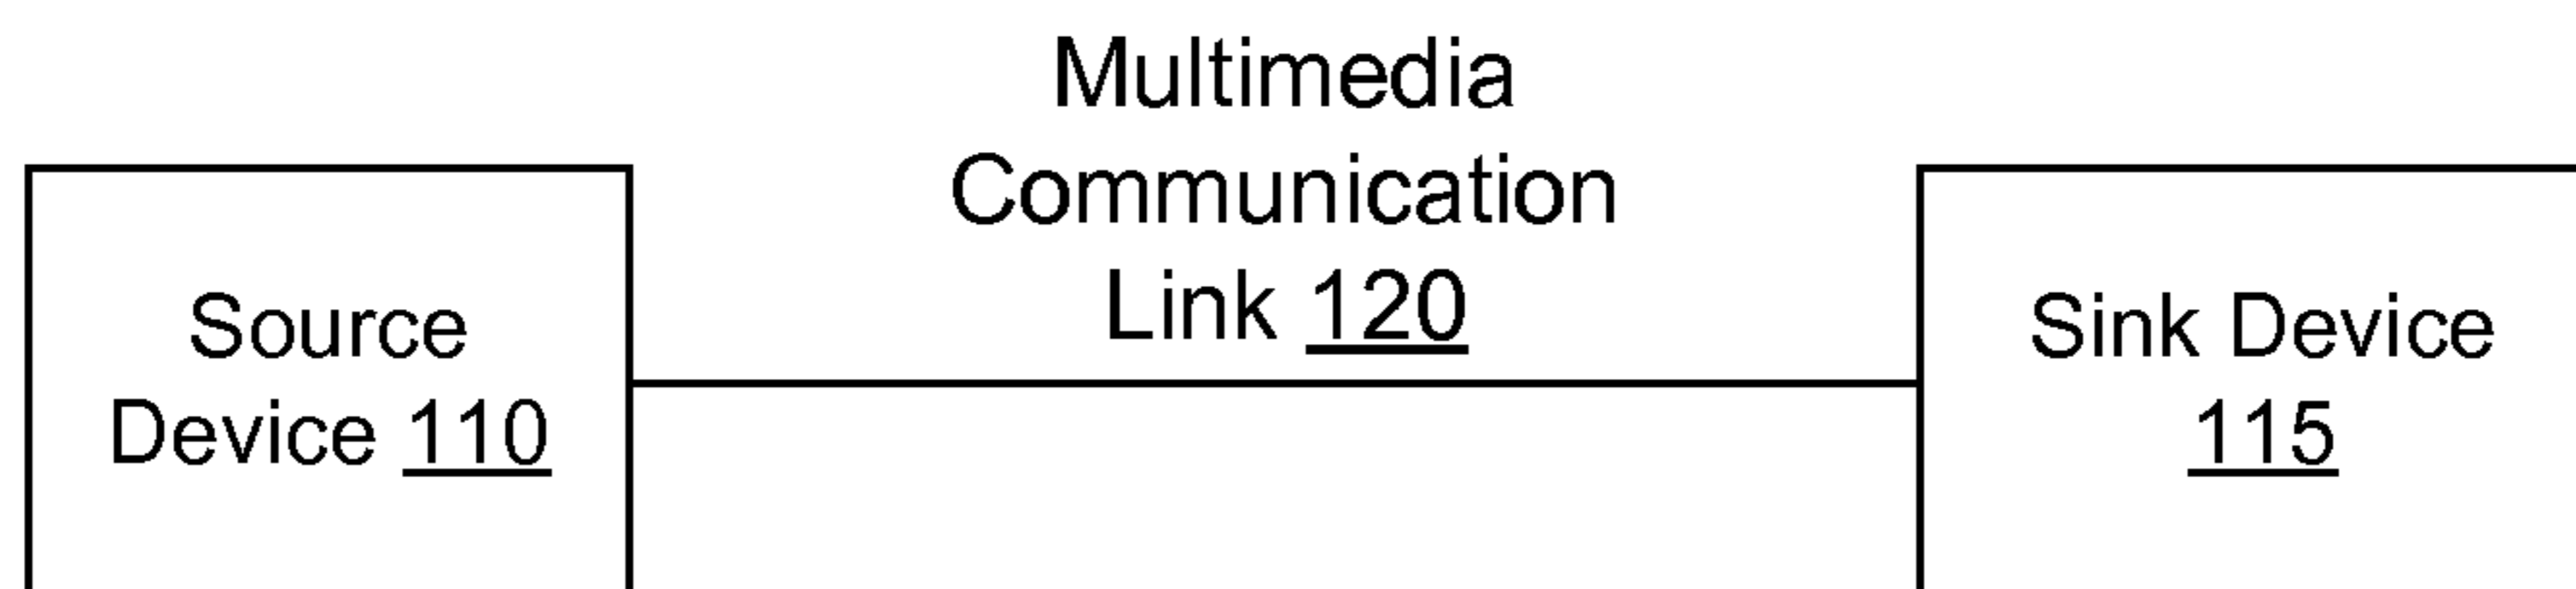 Multimedia
Communication
Link 120
Source
Device 110
Sink Device
115